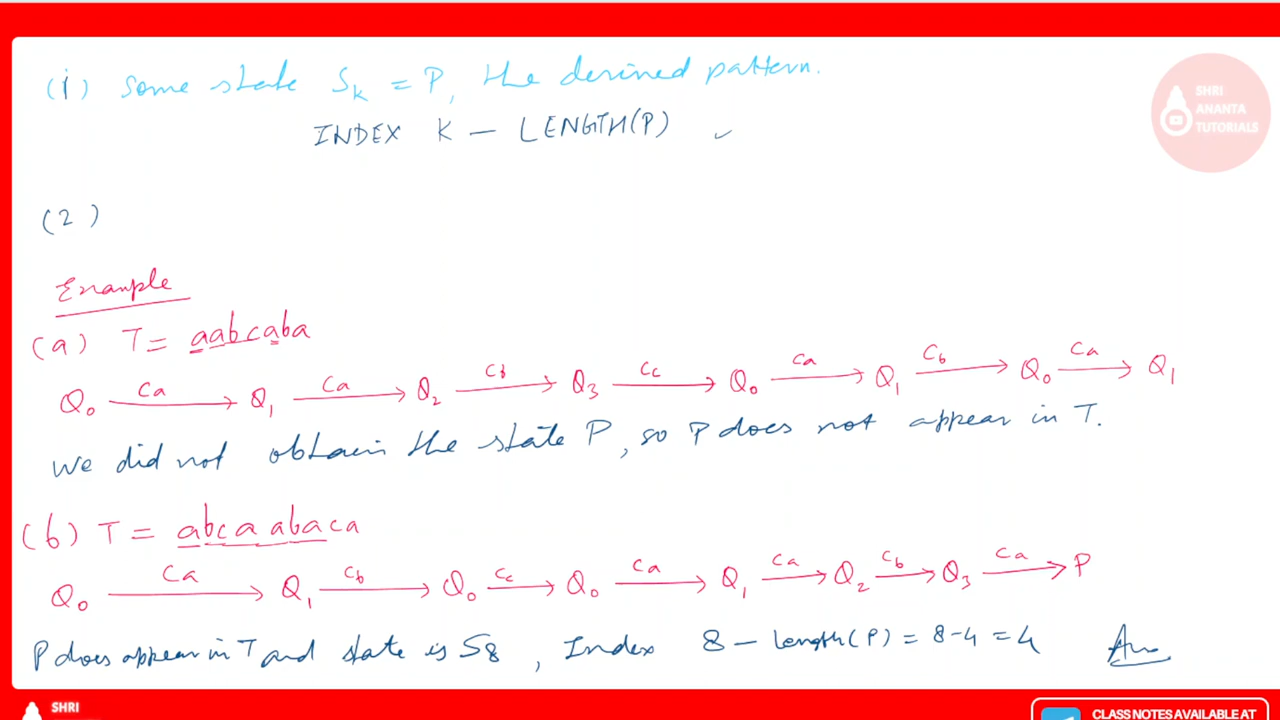 (i) Some state Sk = P, the desired pattern.
SHRI
ANANTA
TUTORIALS
INDEX K - LENGTH(P) ✓
(2)
Example
(a) T = aabcaba
Q₀ —Ca→ Q₁ —Ca→ Q₂ —Cb→ Q₃ —Cc→ Q₀ —Ca→ Q₁ —Cb→ Q₀ —Ca→ Q₁
We did not obtain the state P, so P does not appear in T.
(b) T = abcaabaca
Q₀ —Ca→ Q₁ —Cb→ Q₀ —Cc→ Q₀ —Ca→ Q₁ —Ca→ Q₂ —Cb→ Q₃ —Ca→ P
P does appear in T and state is S8, Index 8 - length(P) = 8-4 = 4 Ans
SHRI
CLASS NOTES AVAILABLE AT